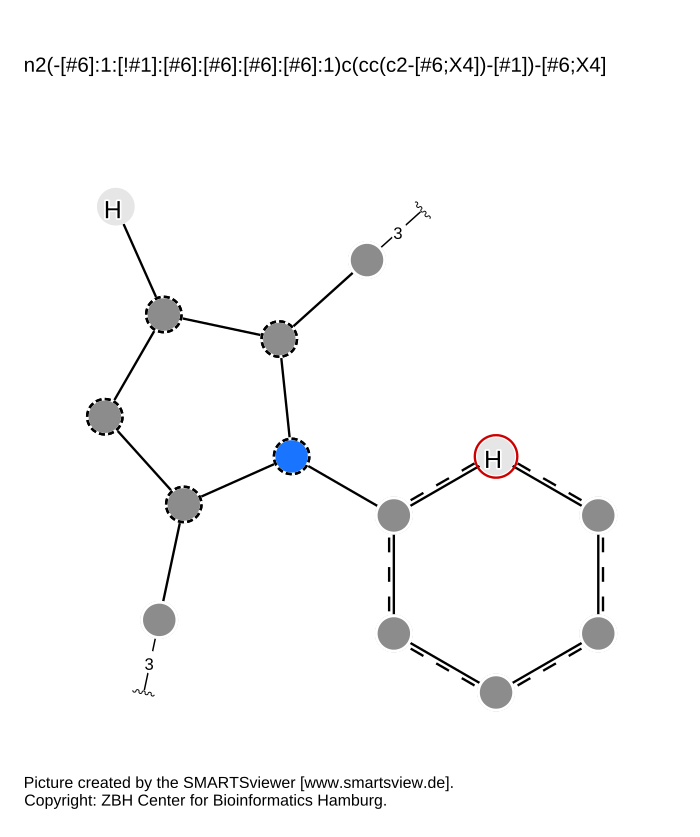 n2(-[#6]:1:[!#1]:[#6]:[#6]:[#6]:[#6]:1)c(cc(c2-[#6;X4])-[#1])-[#6;X4]
H
3
H
3
Picture created by the SMARTSviewer [www.smartsview.de].
Copyright: ZBH Center for Bioinformatics Hamburg.